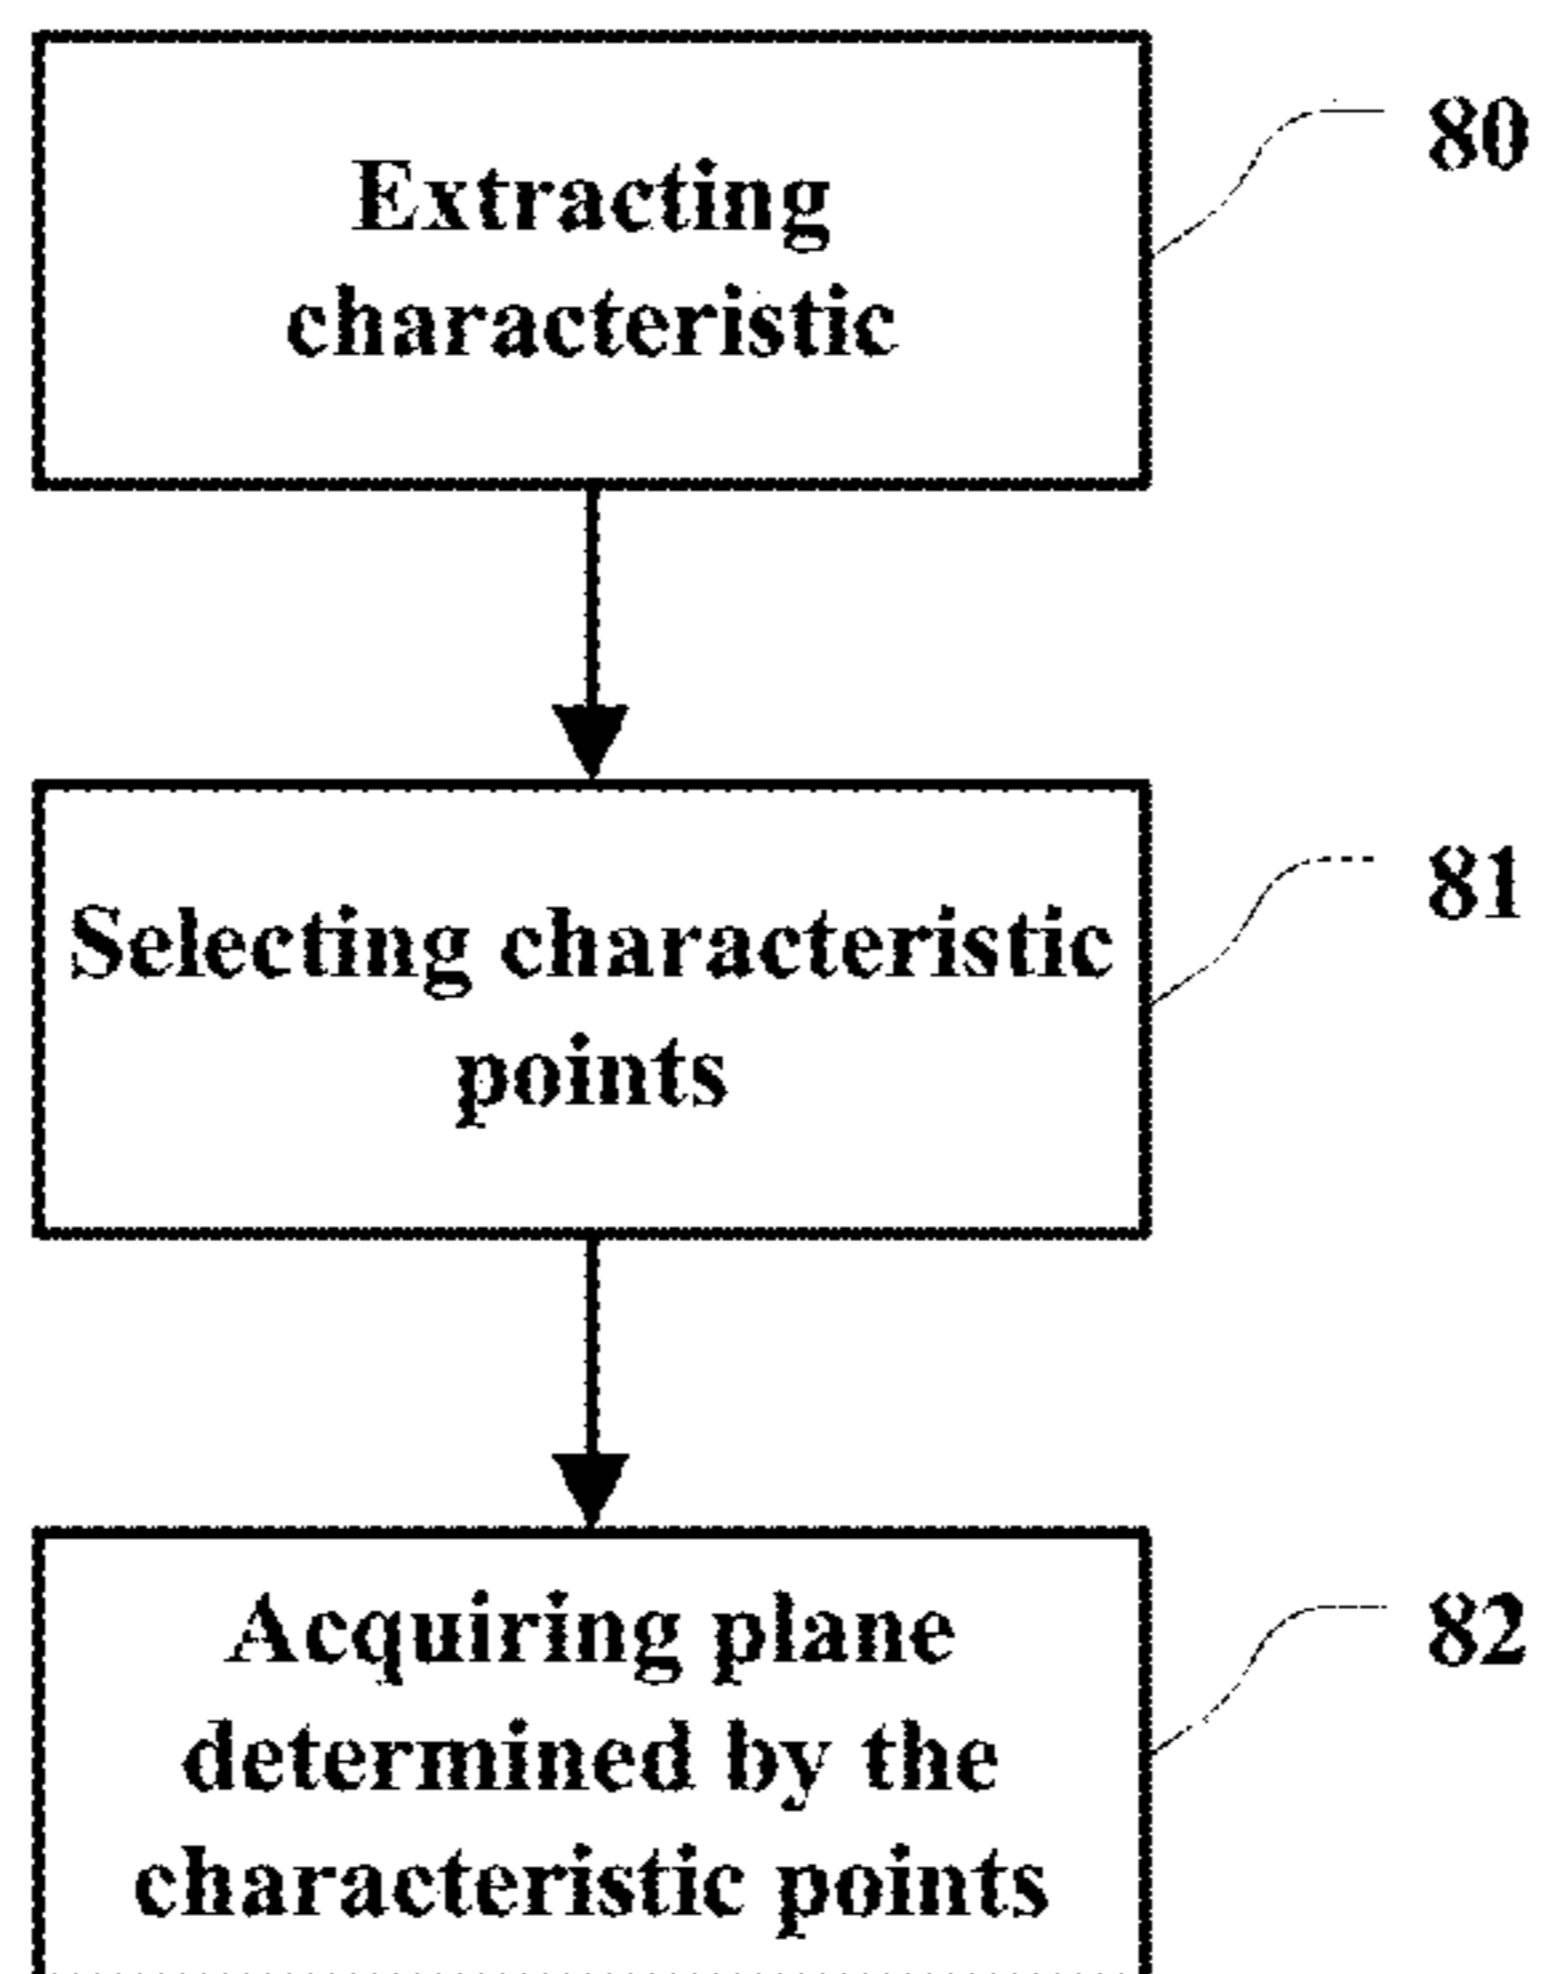 Extracting
characteristic
80
Selecting characteristic
points
81
Acquiring plane
determined by the
characteristic points
82